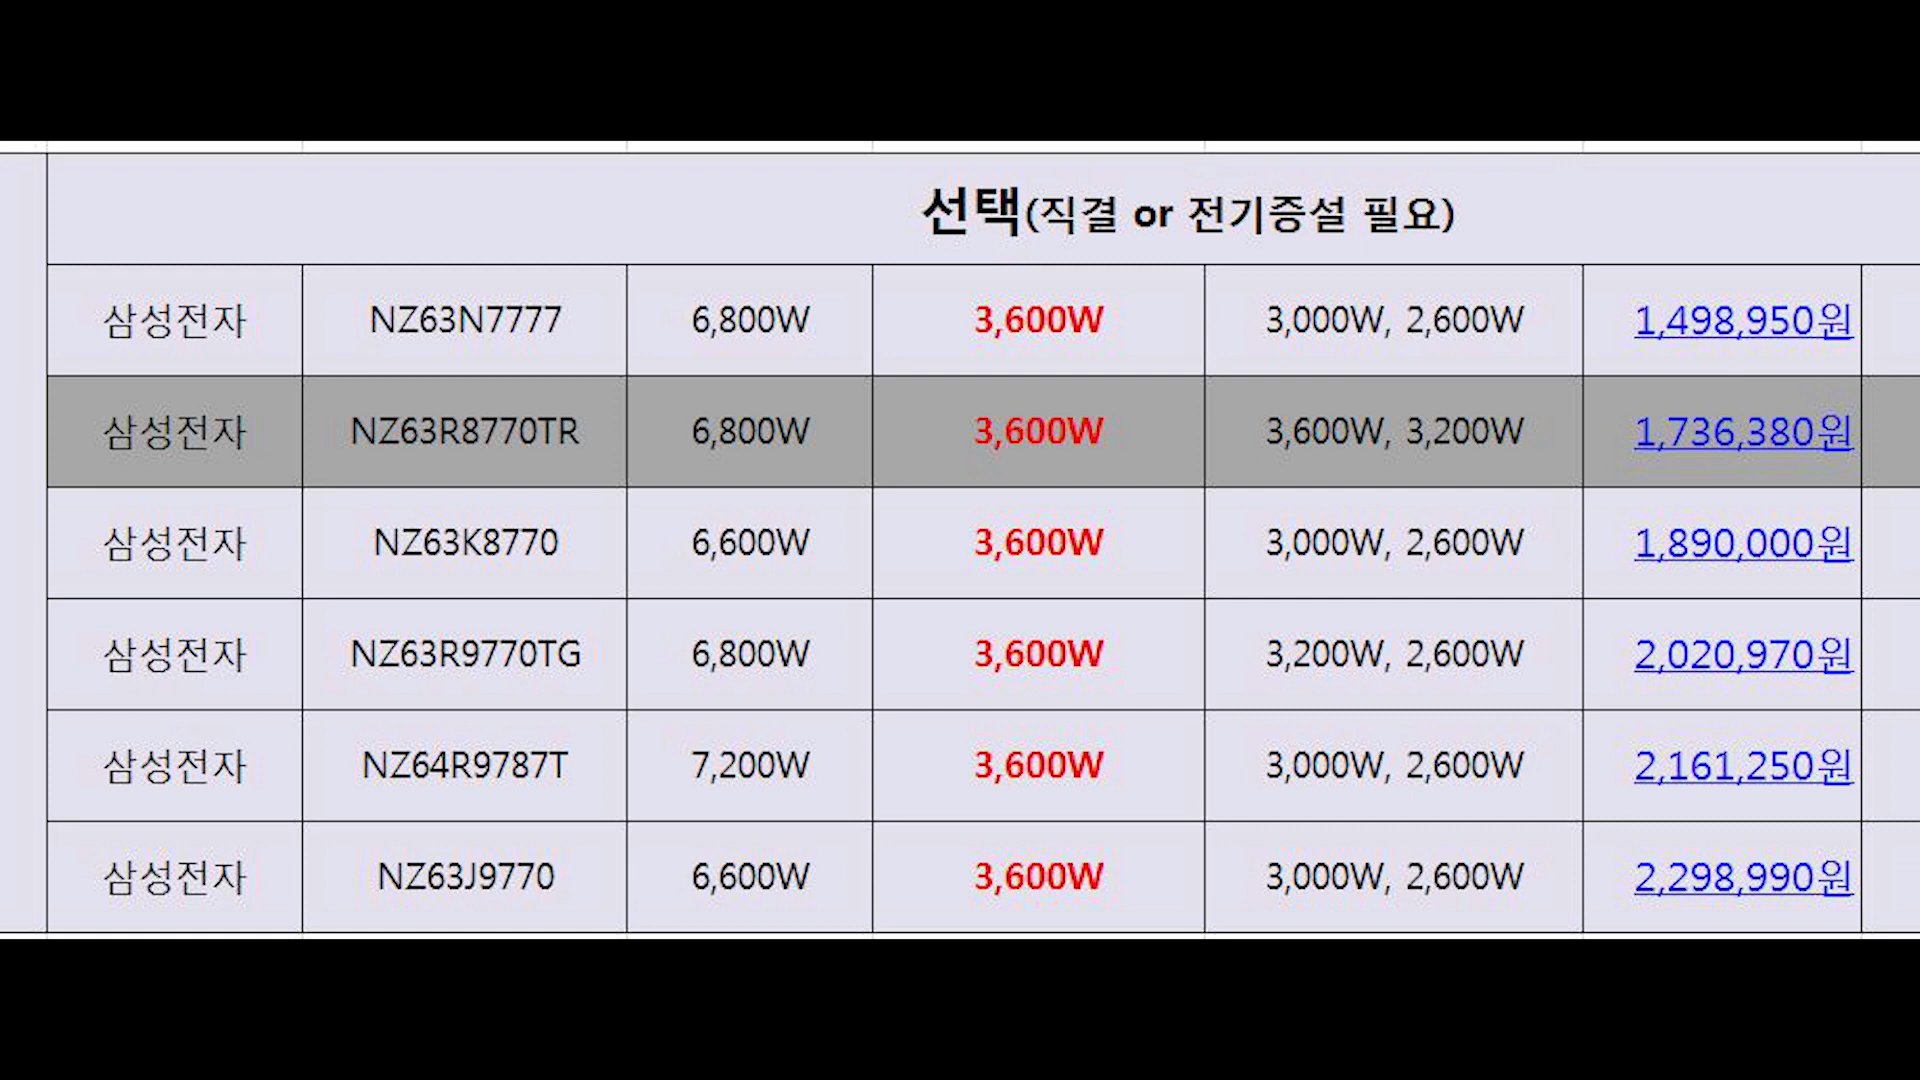 선택(직결 or 전기증설 필요)
삼성전자 NZ63N7777 6,800W 3,600W 3,000W, 2,600W 1,498,950원
삼성전자 NZ63R8770TR 6,800W 3,600W 3,600W, 3,200W 1,736,380원
삼성전자 NZ63K8770 6,600W 3,600W 3,000W, 2,600W 1,890,000원
삼성전자 NZ63R9770TG 6,800W 3,600W 3,200W, 2,600W 2,020,970원
삼성전자 NZ64R9787T 7,200W 3,600W 3,000W, 2,600W 2,161,250원
삼성전자 NZ63J9770 6,600W 3,600W 3,000W, 2,600W 2,298,990원